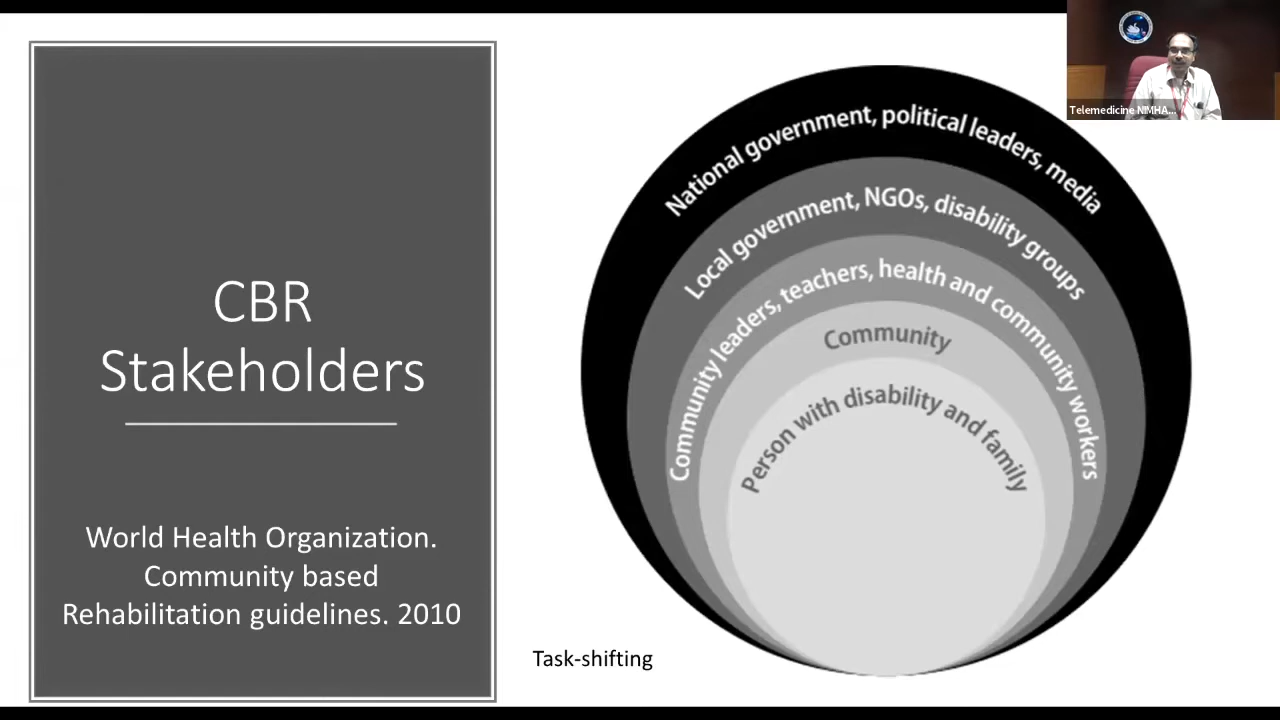 CBR
Stakeholders
World Health Organization.
Community based
Rehabilitation guidelines. 2010
National government, political leaders, media
Local government, NGOs, disability groups
Community leaders, teachers, health and community workers
Community
Person with disability and family
Task-shifting
Telemedicine NIMHA...